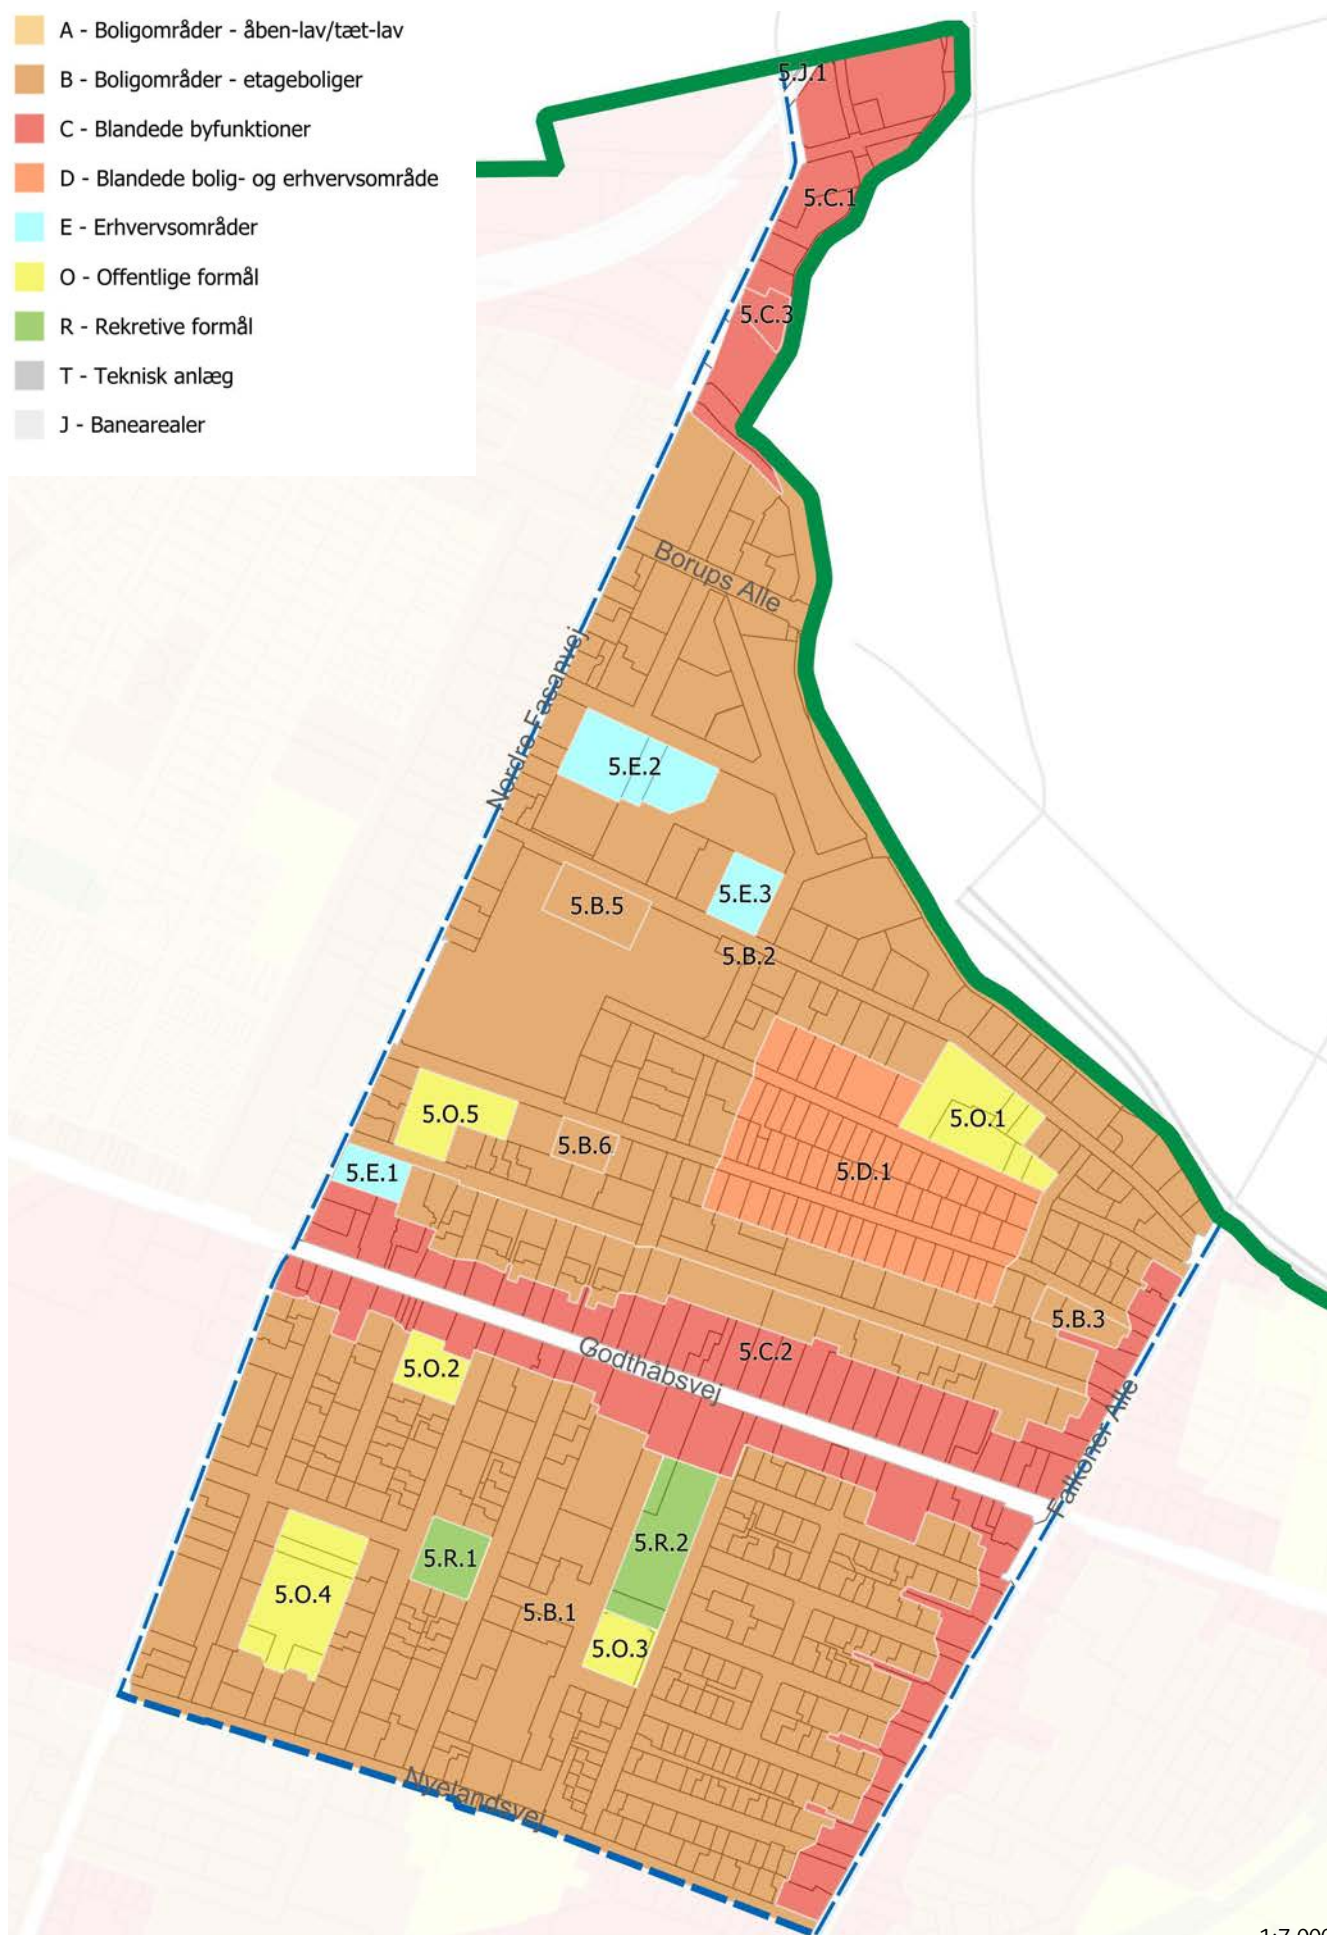 A - Boligområder - åben-lav/tæt-lav
B - Boligområder - etageboliger
C - Blandede byfunktioner
D - Blandede bolig- og erhvervsområde
E - Erhvervsområder
O - Offentlige formål
R - Rekretive formål
T - Teknisk anlæg
J - Banearealer
5.J.1
5.C.1
5.C.3
Borups Alle
Nordre Fasanvej
5.E.2
5.E.3
5.B.5
5.B.2
5.O.5
5.O.1
5.B.6
5.E.1
5.D.1
5.B.3
5.C.2
Godthåbsvej
5.O.2
Falkoner Alle
5.R.2
5.R.1
5.O.4
5.B.1
5.O.3
Nyelandsvej